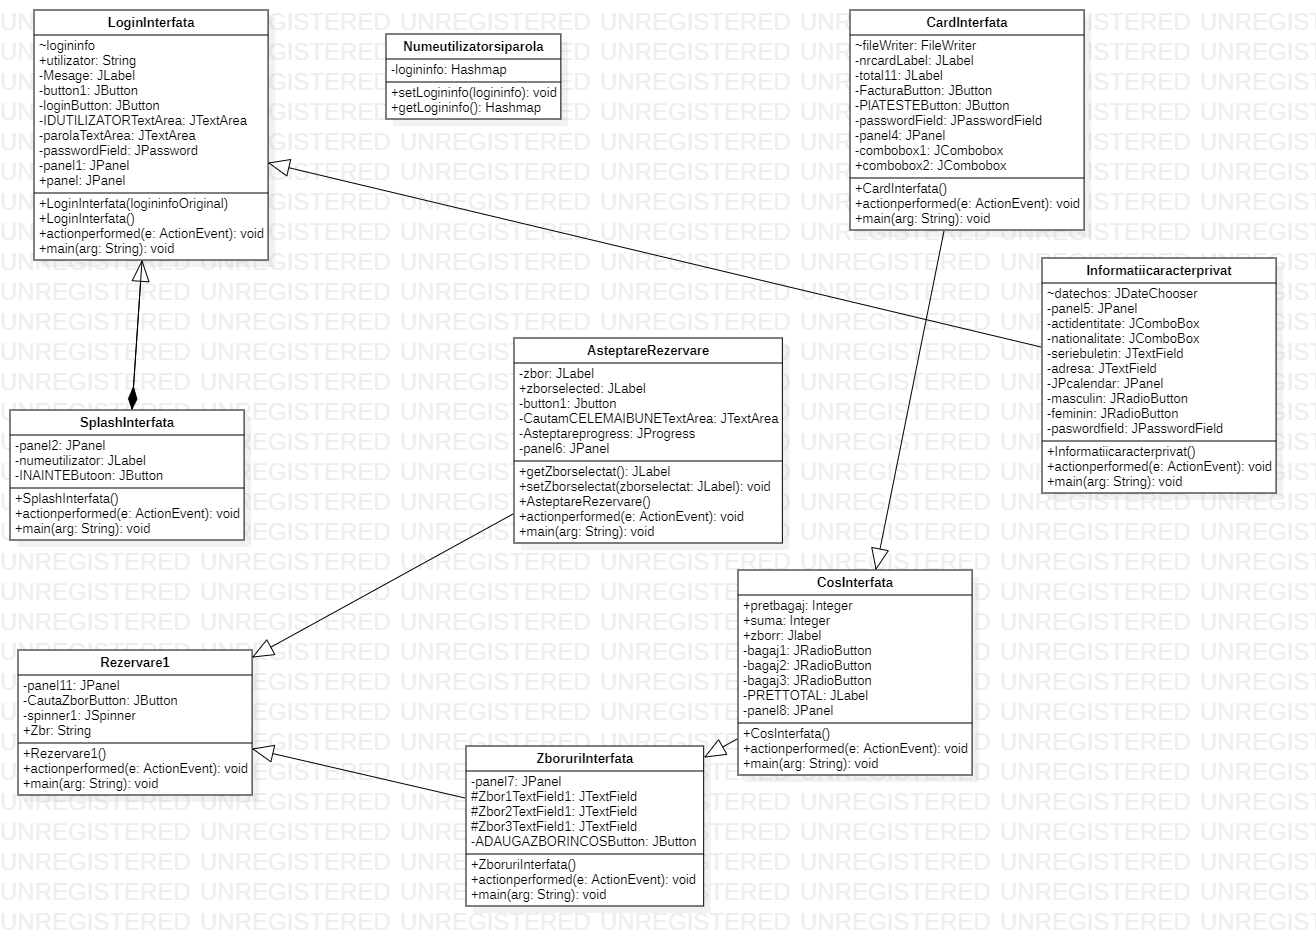 LoginInterfata
~logininfo
+utilizator: String
-Mesage: JLabel
-button1: JButton
-loginButton: JButton
-IDUTILIZATORTextArea: JTextArea
-parolaTextArea: JTextArea
-passwordField: JPassword
-panel1: JPanel
+panel: JPanel
+LoginInterfata(logininfoOriginal)
+LoginInterfata()
+actionperformed(e: ActionEvent): void
+main(arg: String): void
Numeutilizatorsiparola
-logininfo: Hashmap
+setLogininfo(logininfo): void
+getLogininfo(): Hashmap
CardInterfata
~fileWriter: FileWriter
-nrcardLabel: JLabel
-total11: JLabel
-FacturaButton: JButton
-PlATESTEButton: JButton
-passwordField: JPasswordField
-panel4: JPanel
-combobox1: JCombobox
+combobox2: JCombobox
+CardInterfata()
+actionperformed(e: ActionEvent): void
+main(arg: String): void
Informatiicaracterprivat
~datechos: JDateChooser
-panel5: JPanel
-actidentitate: JComboBox
-nationalitate: JComboBox
-seriebuletin: JTextField
-adresa: JTextField
-JPcalendar: JPanel
-masculin: JRadioButton
-feminin: JRadioButton
-paswordfield: JPasswordField
+Informatiicaracterprivat()
+actionperformed(e: ActionEvent): void
+main(arg: String): void
AsteptareRezervare
-zbor: JLabel
+zborselected: JLabel
-button1: Jbutton
-CautamCELEMAIBUNETextArea: JTextArea
-Asteptareprogress: JProgress
-panel6: JPanel
+getZborselectat(): JLabel
+setZborselectat(zborselectat: JLabel): void
+AsteptareRezervare()
+actionperformed(e: ActionEvent): void
+main(arg: String): void
SplashInterfata
-panel2: JPanel
-numeutilizator: JLabel
-INAINTEButoon: JButton
+SplashInterfata()
+actionperformed(e: ActionEvent): void
+main(arg: String): void
CosInterfata
+pretbagaj: Integer
+suma: Integer
+zborr: Jlabel
-bagaj1: JRadioButton
-bagaj2: JRadioButton
-bagaj3: JRadioButton
-PRETTOTAL: JLabel
-panel8: JPanel
+CosInterfata()
+actionperformed(e: ActionEvent): void
+main(arg: String): void
Rezervare1
-panel11: JPanel
-CautaZborButton: JButton
-spinner1: JSpinner
+Zbr: String
+Rezervare1()
+actionperformed(e: ActionEvent): void
+main(arg: String): void
ZboruriInterfata
-panel7: JPanel
#Zbor1TextField1: JTextField
#Zbor2TextField1: JTextField
#Zbor3TextField1: JTextField
-ADAUGAZBORINCOSButton: JButton
+ZboruriInterfata()
+actionperformed(e: ActionEvent): void
+main(arg: String): void
UNREGISTERED